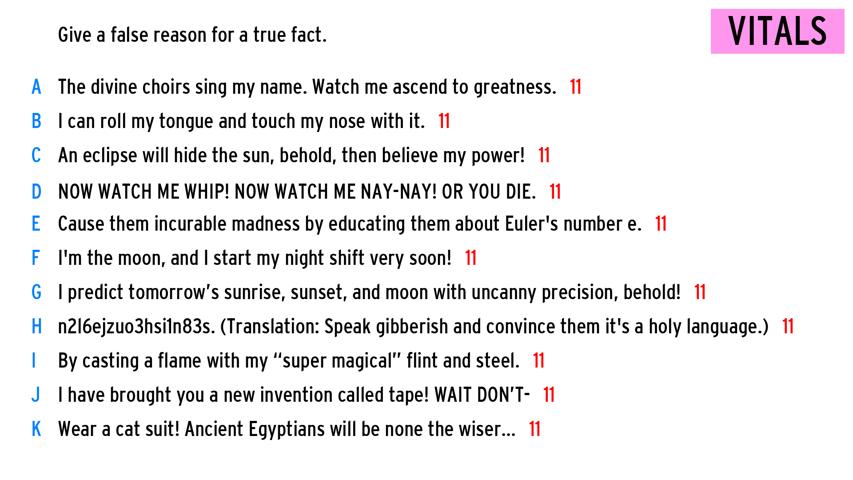 Give a false reason for a true fact.
VITALS
A The divine choirs sing my name. Watch me ascend to greatness. 11
B I can roll my tongue and touch my nose with it. 11
C An eclipse will hide the sun, behold, then believe my power! 11
D NOW WATCH ME WHIP! NOW WATCH ME NAY-NAY! OR YOU DIE. 11
E Cause them incurable madness by educating them about Euler's number e. 11
F I'm the moon, and I start my night shift very soon! 11
G I predict tomorrow’s sunrise, sunset, and moon with uncanny precision, behold! 11
H n2l6ejzuo3hsi1n83s. (Translation: Speak gibberish and convince them it's a holy language.) 11
I By casting a flame with my “super magical” flint and steel. 11
J I have brought you a new invention called tape! WAIT DON’T- 11
K Wear a cat suit! Ancient Egyptians will be none the wiser... 11